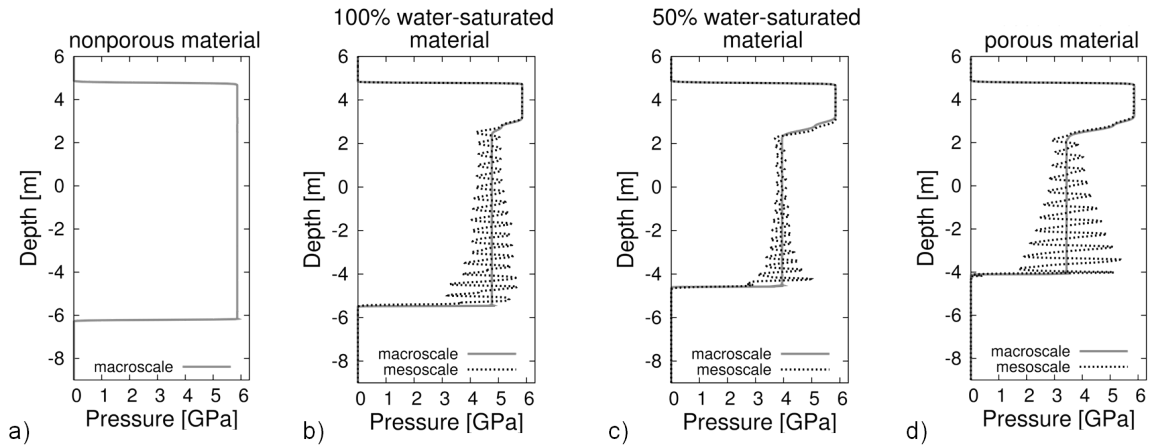 nonporous material
6
4
2
0
-2
-4
-6
-8
Depth [m]
macroscale
0 1 2 3 4 5 6
Pressure [GPa]
a)
100% water-saturated
material
6
4
2
0
-2
-4
-6
-8
Depth [m]
macroscale
mesoscale
0 1 2 3 4 5 6
Pressure [GPa]
b)
50% water-saturated
material
6
4
2
0
-2
-4
-6
-8
Depth [m]
macroscale
mesoscale
0 1 2 3 4 5 6
Pressure [GPa]
c)
porous material
6
4
2
0
-2
-4
-6
-8
Depth [m]
macroscale
mesoscale
0 1 2 3 4 5 6
Pressure [GPa]
d)